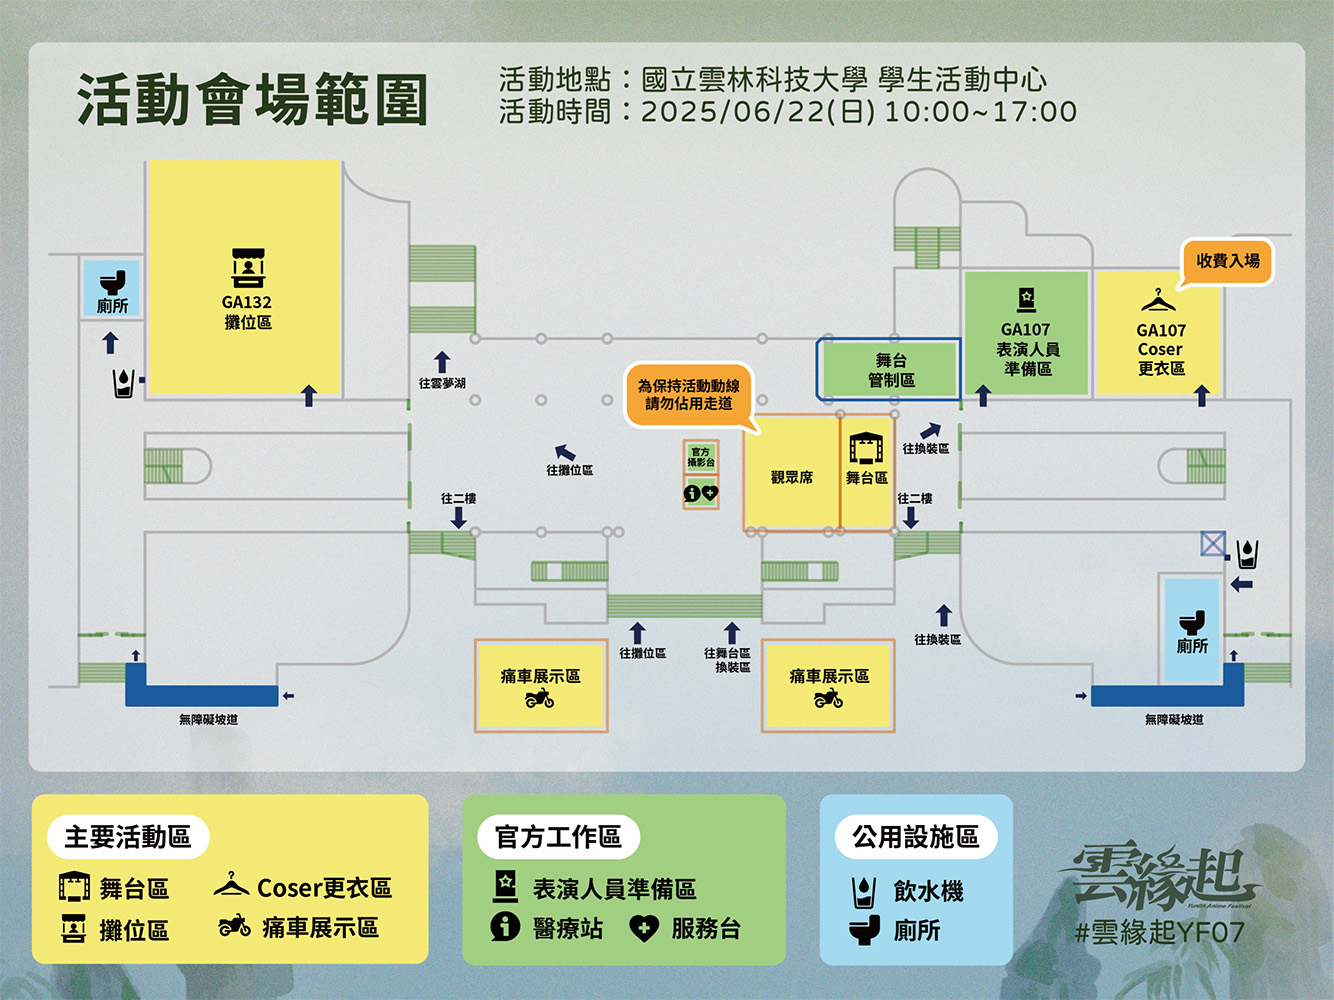 活動會場範圍
活動地點：國立雲林科技大學 學生活動中心
活動時間：2025/06/22(日) 10:00~17:00
收費入場
廁所
GA132
攤位區
GA107
表演人員
準備區
GA107
Coser
更衣區
往雲夢湖
舞台
管制區
為保持活動動線
請勿佔用走道
往攤位區
官方
攝影台
觀眾席
舞台區
往換裝區
往二樓
往二樓
往攤位區
往舞台區
換裝區
往換裝區
廁所
痛車展示區
痛車展示區
無障礙坡道
無障礙坡道
主要活動區
舞台區
Coser更衣區
攤位區
痛車展示區
官方工作區
表演人員準備區
醫療站
服務台
公用設施區
飲水機
廁所
雲緣起
Yunlin Anime Festival
#雲緣起YF07